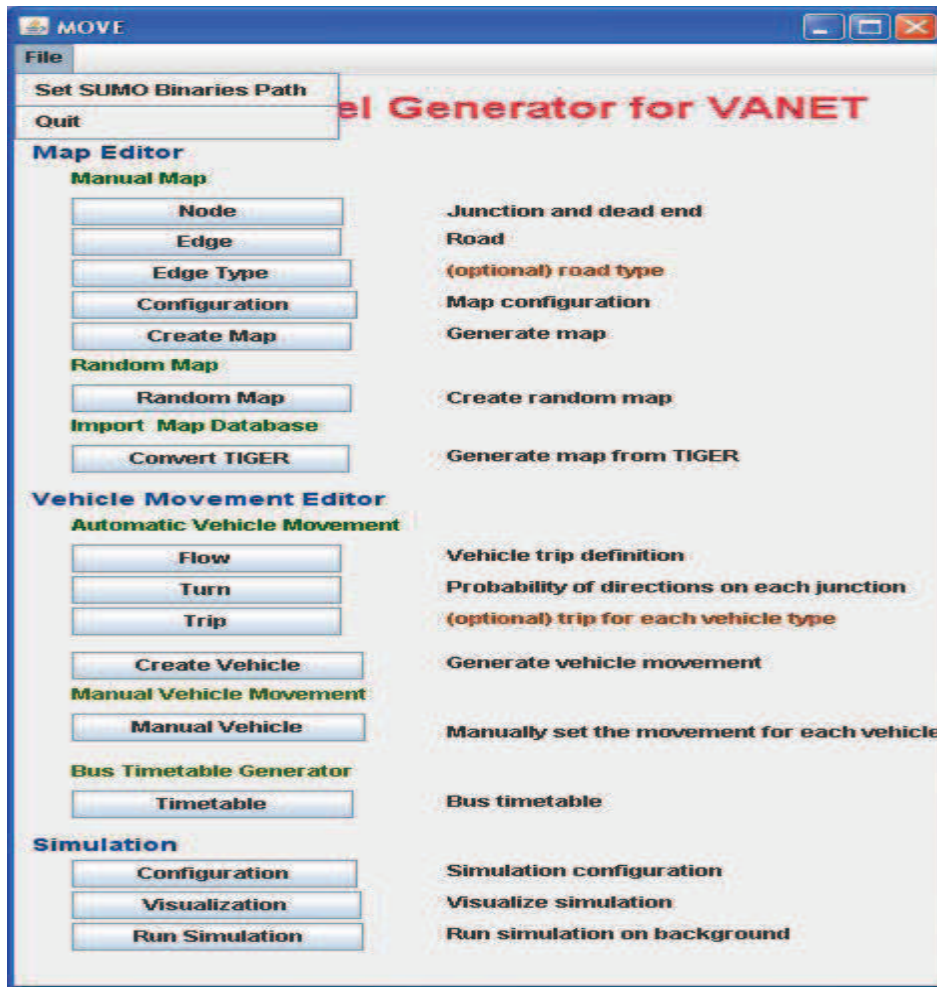 MOVE
File
Set SUMO Binaries Path
Quit
el Generator for VANET
Map Editor
Manual Map
Node Junction and dead end
Edge Road
Edge Type (optional) road type
Configuration Map configuration
Create Map Generate map
Random Map
Random Map Create random map
Import Map Database
Convert TIGER Generate map from TIGER
Vehicle Movement Editor
Automatic Vehicle Movement
Flow Vehicle trip definition
Turn Probability of directions on each junction
Trip (optional) trip for each vehicle type
Create Vehicle Generate vehicle movement
Manual Vehicle Movement
Manual Vehicle Manually set the movement for each vehicle
Bus Timetable Generator
Timetable Bus timetable
Simulation
Configuration Simulation configuration
Visualization Visualize simulation
Run Simulation Run simulation on background